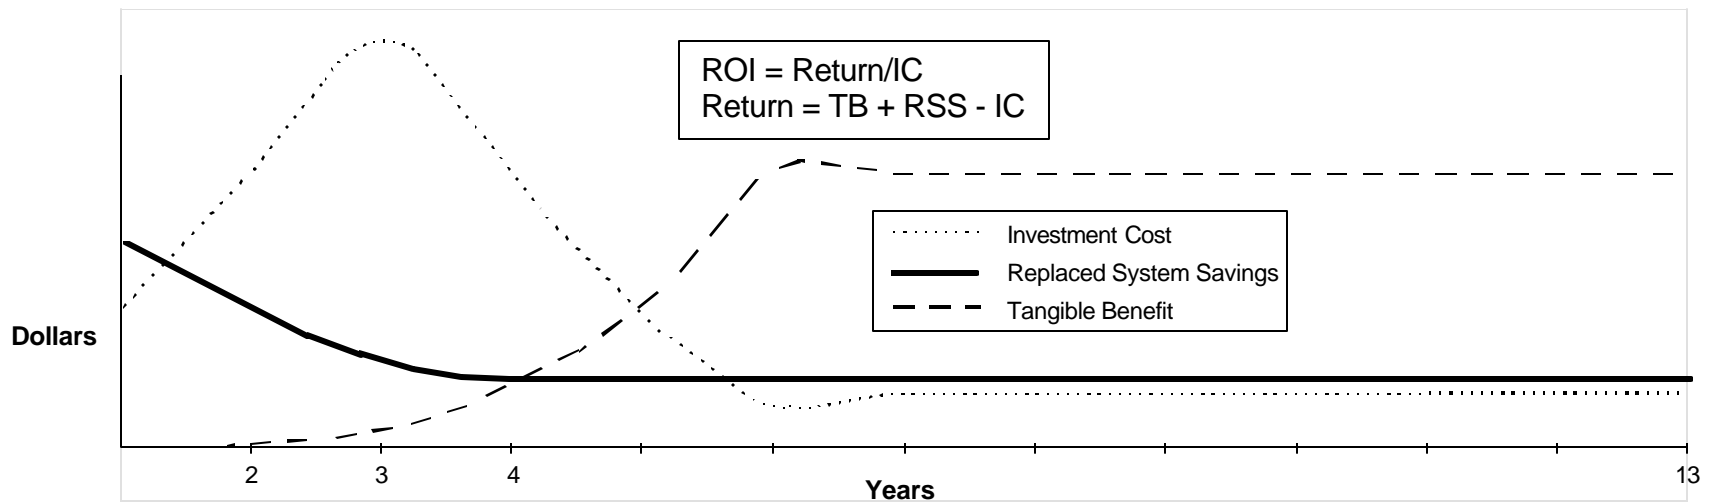 ROI = Return/IC
Return = TB + RSS - IC
Investment Cost
Replaced System Savings
Tangible Benefit
Dollars
2 3 4 13
Years